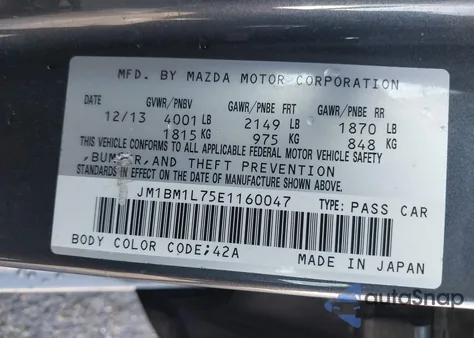 MFD. BY MAZDA MOTOR CORPORATION
GVWR/PNBV GAWR/PNBE FRT GAWR/PNBE RR
12/13 4001 LB 2149 LB 1870 LB
1815 KG 975 KG 848 KG
THIS VEHICLE CONFORMS TO ALL APPLICABLE FEDERAL MOTOR VEHICLE SAFETY
,BUMPER,AND THEFT PREVENTION
STANDARDS IN EFFECT ON THE DATE OF MANUFACTURE SHOWN ABOVE.
JM1BM1L75E1160047 TYPE: PASS CAR
BODY COLOR CODE;42A MADE IN JAPAN
autoSnap